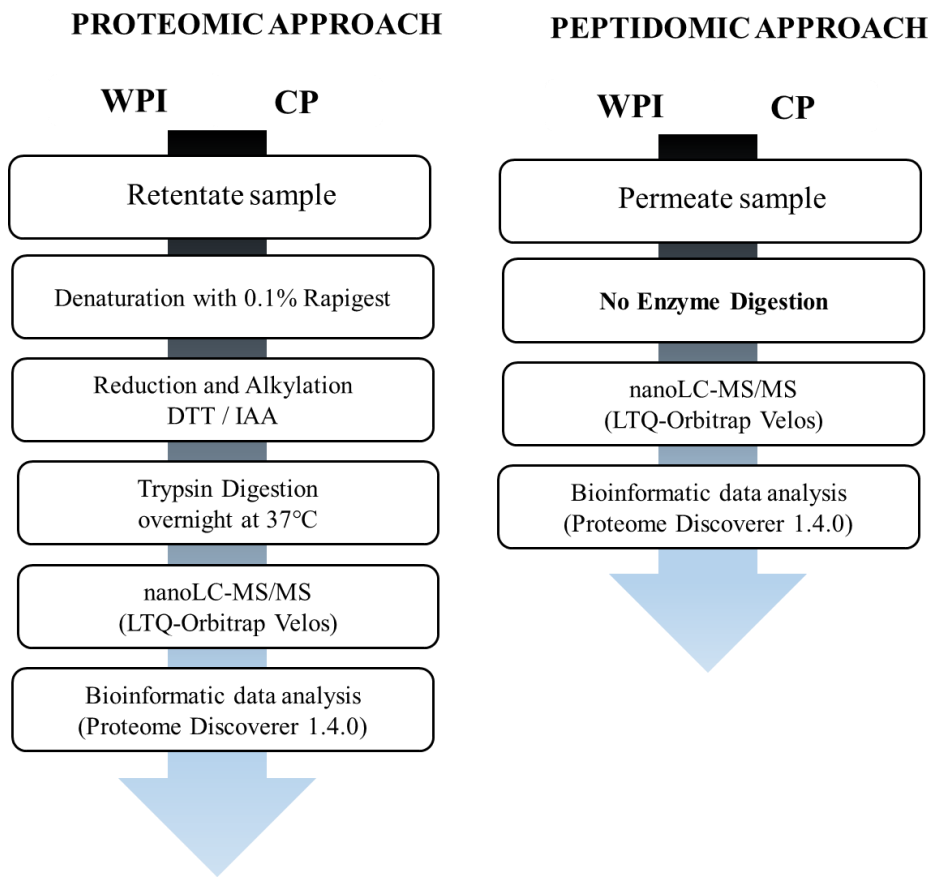 PROTEOMIC APPROACH
WPI CP
Retentate sample
Denaturation with 0.1% Rapigest
Reduction and Alkylation
DTT / IAA
Trypsin Digestion
overnight at 37°C
nanoLC-MS/MS
(LTQ-Orbitrap Velos)
Bioinformatic data analysis
(Proteome Discoverer 1.4.0)
PEPTIDOMIC APPROACH
WPI CP
Permeate sample
No Enzyme Digestion
nanoLC-MS/MS
(LTQ-Orbitrap Velos)
Bioinformatic data analysis
(Proteome Discoverer 1.4.0)